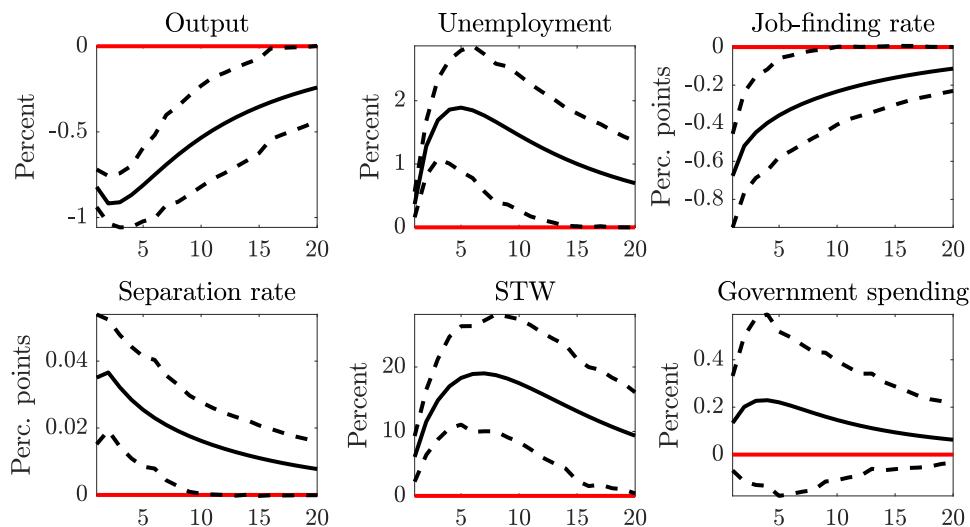 Output
Percent
0
-0.5
-1
5 10 15 20
Unemployment
Percent
2
1
0
5 10 15 20
Job-finding rate
Perc. points
0
-0.2
-0.4
-0.6
-0.8
5 10 15 20
Separation rate
Perc. points
0.04
0.02
0
5 10 15 20
STW
Percent
20
10
0
5 10 15 20
Government spending
Percent
0.4
0.2
0
5 10 15 20